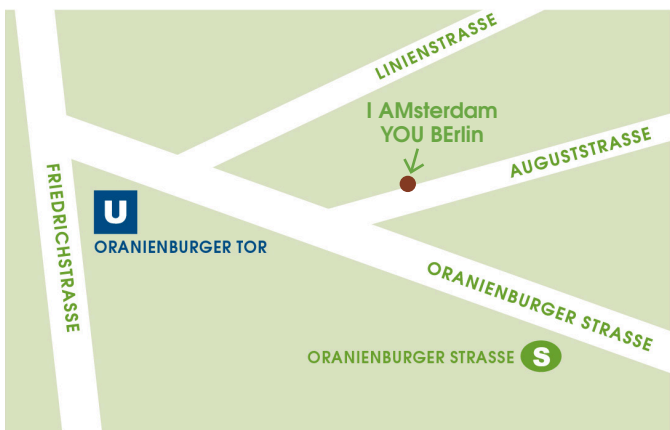 LINIENSTRASSE
I AMsterdam
YOU BErlin
AUGUSTSTRASSE
FRIEDRICHSTRASSE
U
ORANIENBURGER TOR
ORANIENBURGER STRASSE
ORANIENBURGER STRASSE S